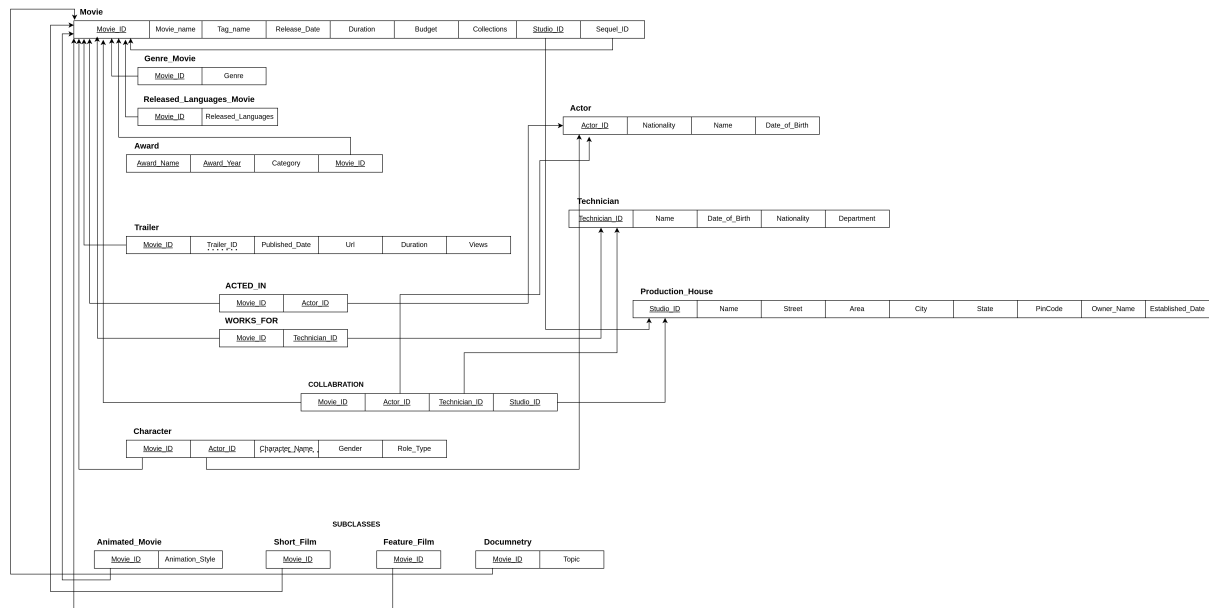 Movie
Movie_ID Movie_name Tag_name Release_Date Duration Budget Collections Studio_ID Sequel_ID
Genre_Movie
Movie_ID Genre
Released_Languages_Movie
Movie_ID Released_Languages
Actor
Actor_ID Nationality Name Date_of_Birth
Award
Award_Name Award_Year Category Movie_ID
Technician
Technician_ID Name Date_of_Birth Nationality Department
Trailer
Movie_ID Trailer_ID Published_Date Url Duration Views
ACTED_IN
Movie_ID Actor_ID
Production_House
Studio_ID Name Street Area City State PinCode Owner_Name Established_Date
WORKS_FOR
Movie_ID Technician_ID
COLLABRATION
Movie_ID Actor_ID Technician_ID Studio_ID
Character
Movie_ID Actor_ID Character_Name Gender Role_Type
SUBCLASSES
Animated_Movie Short_Film Feature_Film Documnetry
Movie_ID Animation_Style Movie_ID Movie_ID Movie_ID Topic